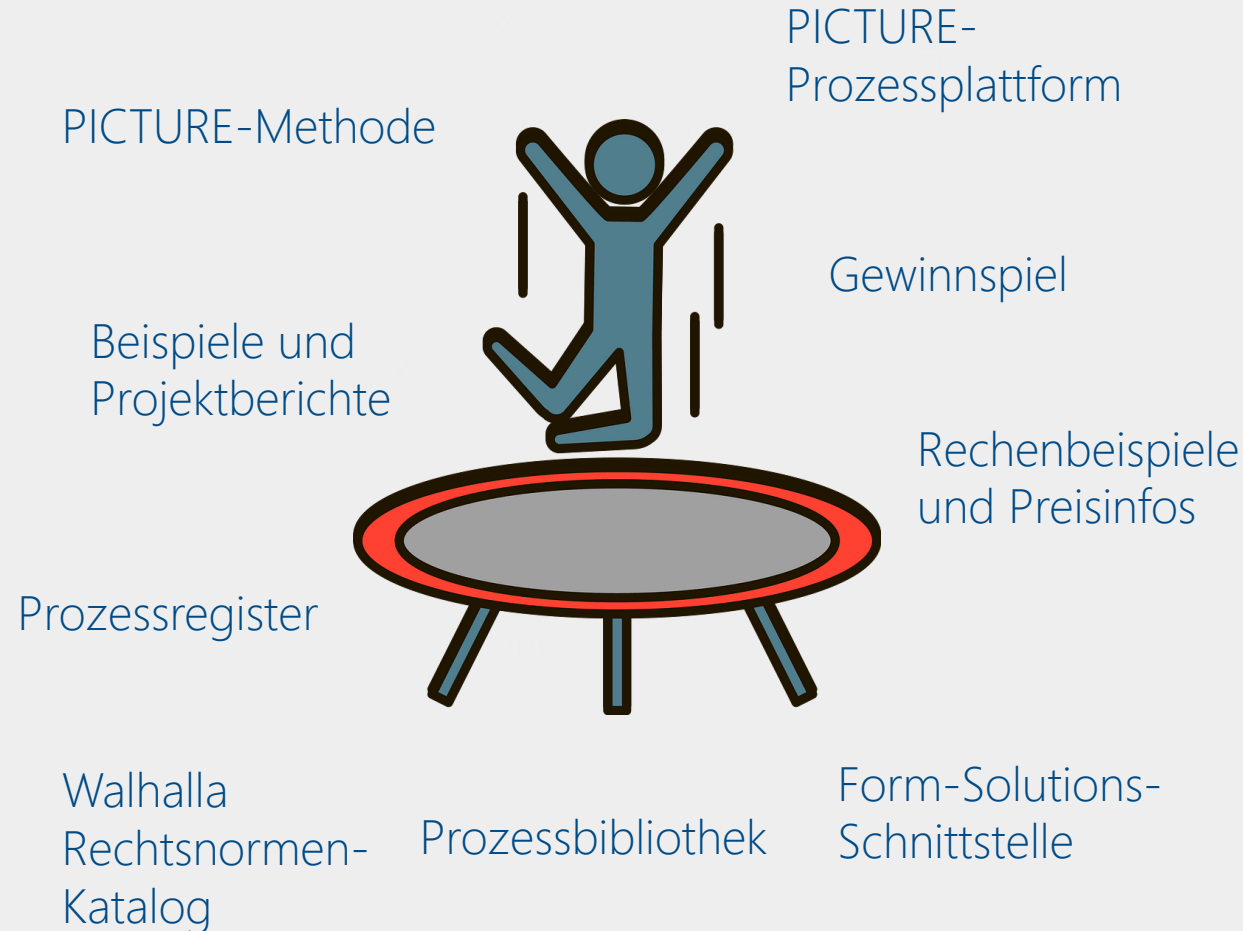 PICTURE-
Prozessplattform
PICTURE-Methode
Gewinnspiel
Beispiele und
Projektberichte
Rechenbeispiele
und Preisinfos
Prozessregister
Walhalla
Rechtsnormen-
Katalog
Prozessbibliothek
Form-Solutions-
Schnittstelle